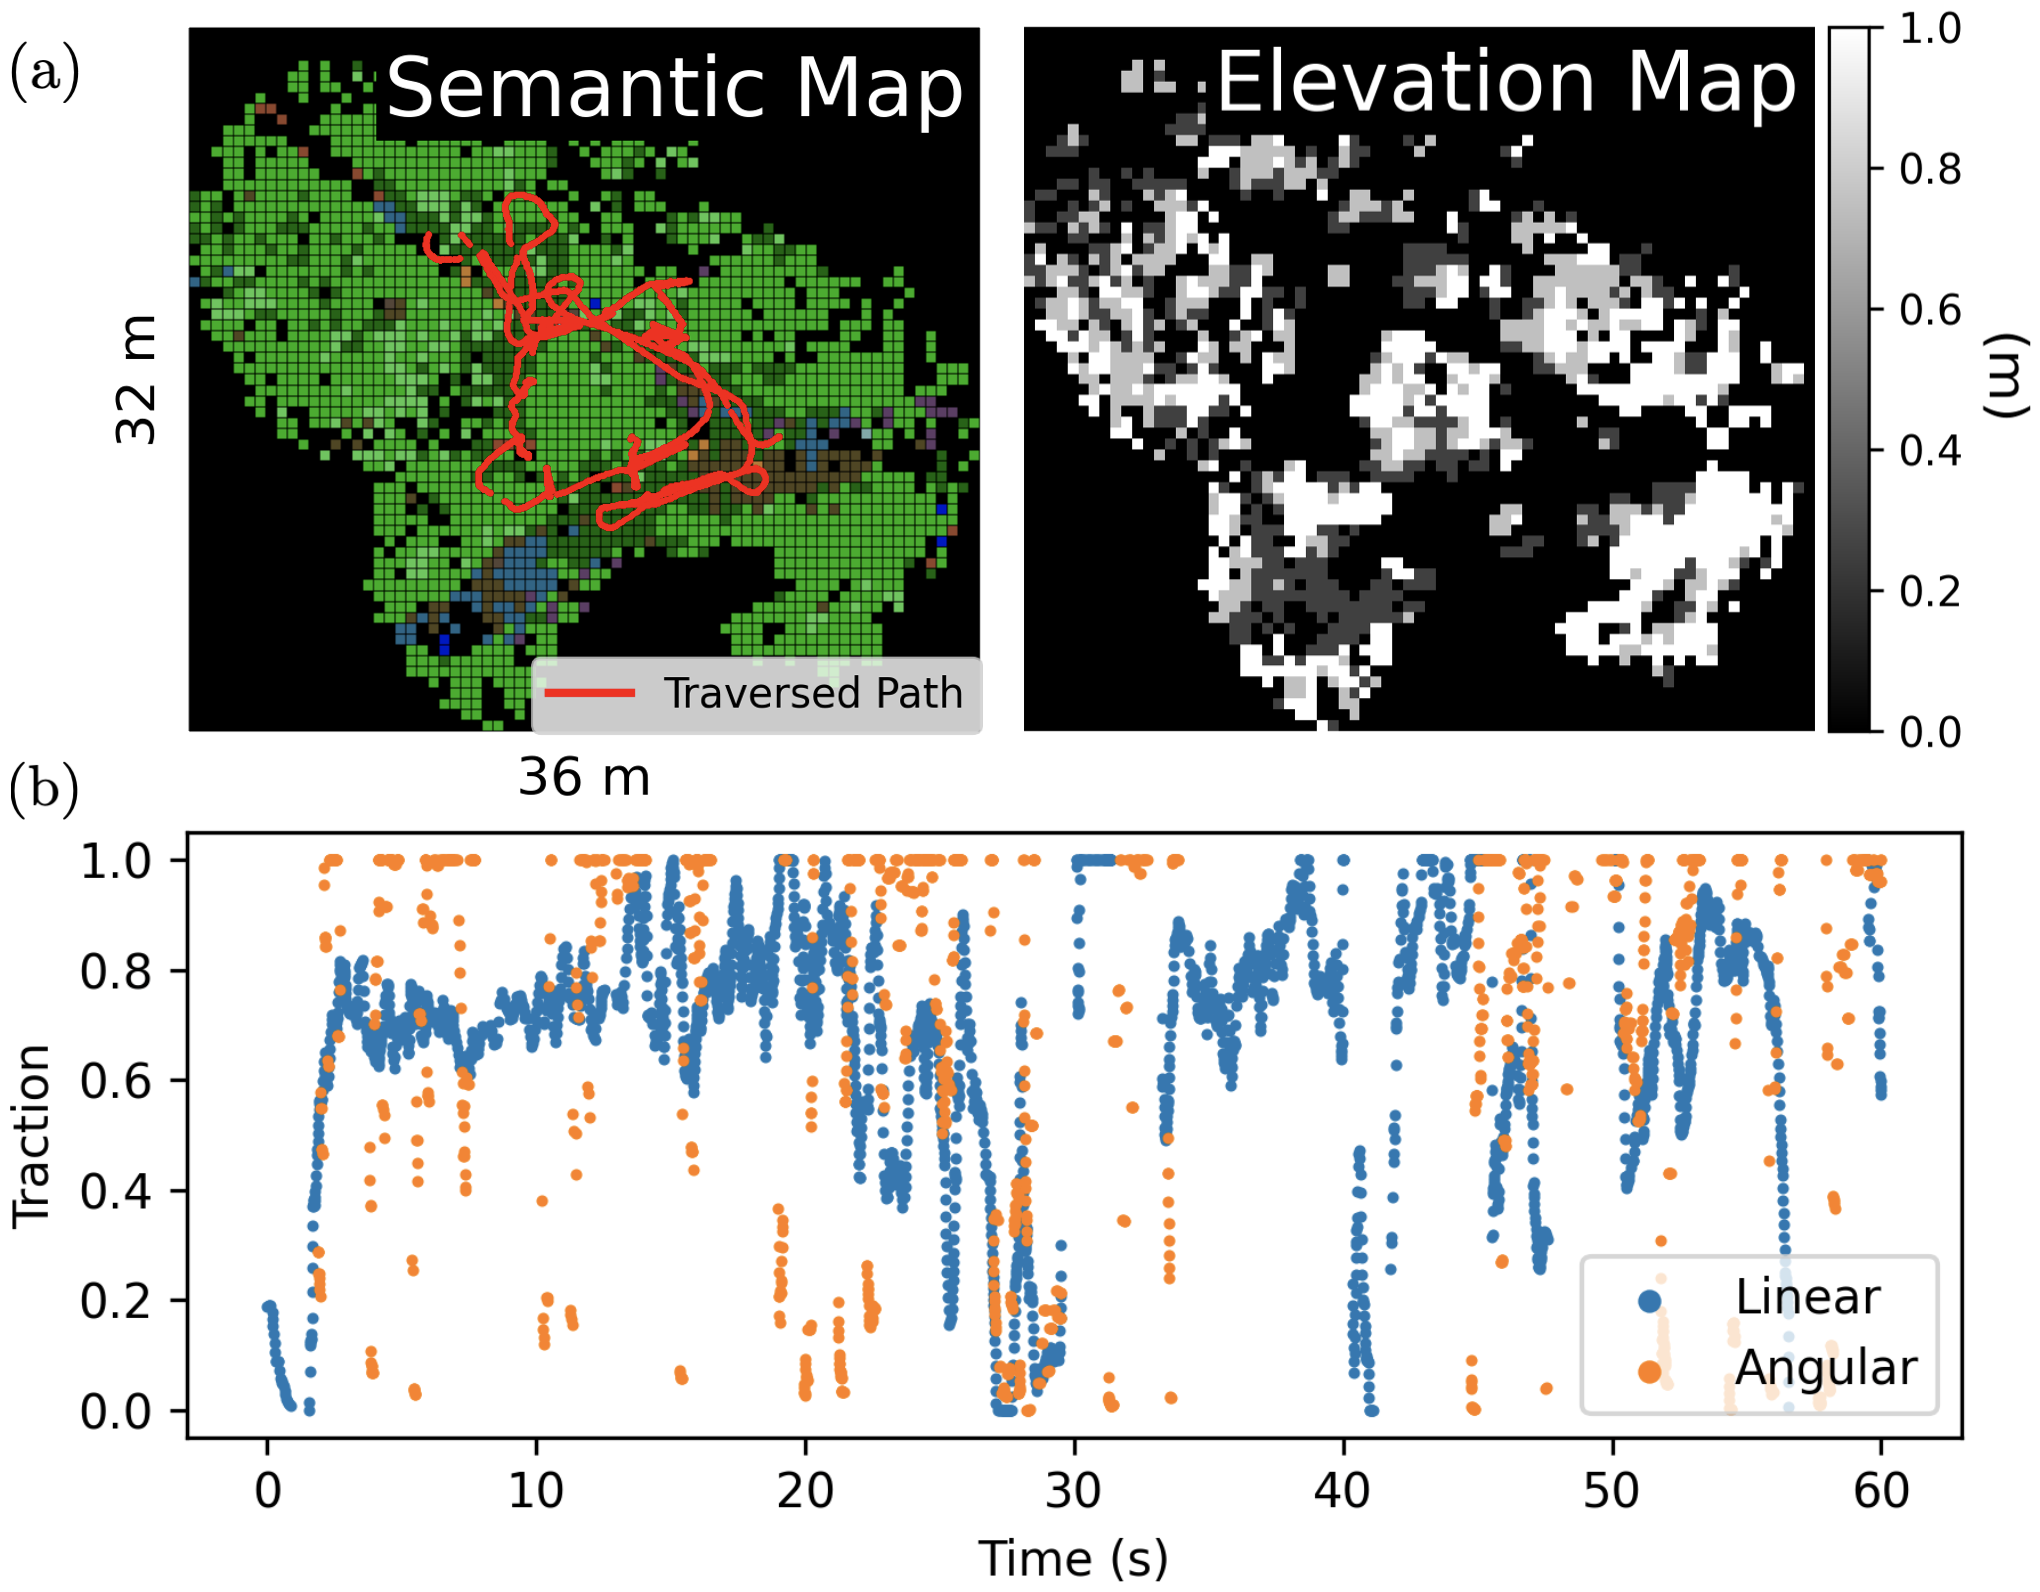 (a)
Semantic Map
Elevation Map
32 m
Traversed Path
36 m
1.0
0.8
0.6
0.4
0.2
0.0
(m)
(b)
Traction
1.0
0.8
0.6
0.4
0.2
0.0
Linear
Angular
0 10 20 30 40 50 60
Time (s)